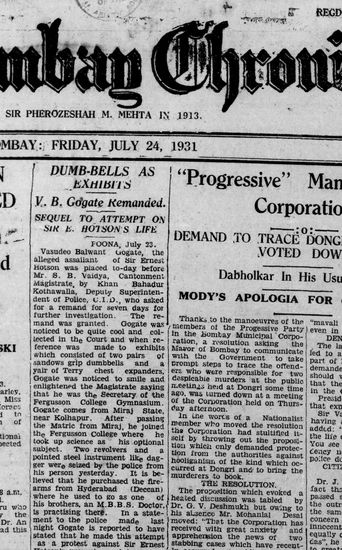 REGD
ombay Chroni
SIR PHEROZESHAH M. MEHTA IN 1913.
OMBAY: FRIDAY, JULY 24, 1931
DUMB-BELLS AS
EXHIBITS
V. B. Gogate Remanded.
SEQUEL TO ATTEMPT ON
SIR E. HOTSON'S LIFE
POONA, July 23.
Vasudeo Balwant Gogate, the
alleged assailant of Sir Ernest
Hotson was placed to-day before
Mr. S. B. Vaidya, Cantonment
Magistrate, by Khan Bahadur
Kothawalla, Deputy Superinten-
dent of Police, C.I.D., who asked
for a remand for seven days for
further investigation. The re-
mand was granted. Gogate was
noticed to be quite cool and col-
lected in the Court and when re-
ference was made to exhibits
which consisted of two pairs of
sandows grip dumbbells and a
pair of Terry chest expanders,
Gogate was noticed to smile and
enlightened the Magistrate saying
that he was the Secretary of the
Fergusson College Gymnasium.
Gogate comes from Miraj State,
near Kolhapur. After passing
the Matric from Miraj, he joined
the Fergusson College where he
took up science as his optional
subject. Two revolvers and a
pointed steel instrument like dag-
ger were, seized by the police from
his person yesterday. It is be-
lieved that he purchased the fire-
arms from Hyderabad (Deccan)
where he used to go as one of
his brothers, an M.B.B.S. Doctor,
is practising there. In a state-
ment to the police made last
night Gogate is reported to have
stated that he made this attempt
as a protest against Sir Ernest
"Progressive" Man
Corporatio
:o:
DEMAND TO TRACE DONG
VOTED DOW
Dabholkar In His Usu
MODY'S APOLOGIA FOR
Thanks to the manoeuvres of the
members of the Progressive Party
in the Bombay Municipal Corpora-
tion, a resolution asking the
Mayor of Bombay to communicate
with the Government to take
prompt steps to trace the offend-
ers who were responsible for two
despicable murders at the public
meeting held at Dongri some time
ago, was turned down at a meeting
of the Corporation held on Thurs-
day afternoon.
In the words of a Nationalist
member who moved the resolution
the Corporation had stultified it-
self by throwing out the proposi-
tion which only demanded protec-
tion from the authorities against
hooliganism of the kind which oc-
curred at Dongri and to bring the
murderers to book.
THE RESOLUTION.
The proposition which evoked a
heated discussion was tabled by
Dr. G. V. Deshmukh but owing to
his absence Mr. Mohanlal Desai
moved: "That the Corporation has
received with great anxiety and
apprehension the news of two
stabbing cases which have recent-